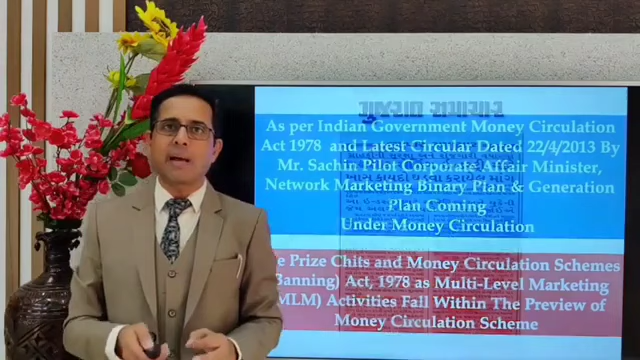 ગુજરાત સમાચાર
As per Indian Government Money Circulation
Act 1978 and Latest Circular Dated 22/4/2013 By
Mr. Sachin Pilot Corporate Affair Minister,
Network Marketing Binary Plan & Generation
Plan Coming
Under Money Circulation
Prize Chits and Money Circulation Schemes
Act, 1978 as Multi-Level Marketing
MLM) Activities Fall Within The Preview of
Money Circulation Scheme